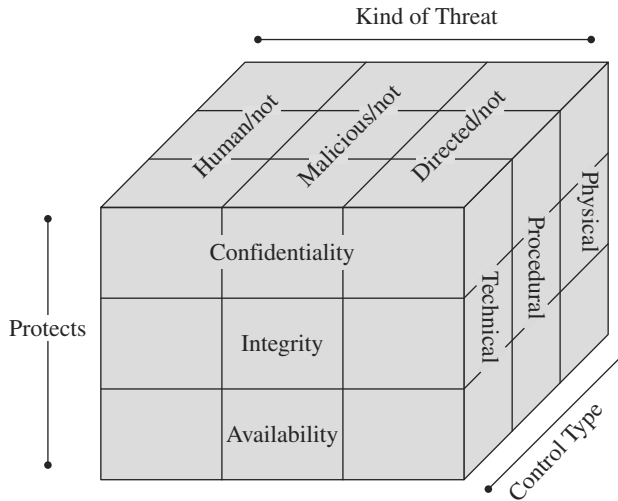 Kind of Threat
Human/not
Malicious/not
Directed/not
Physical
Procedural
Technical
Confidentiality
Integrity
Availability
Protects
Control Type